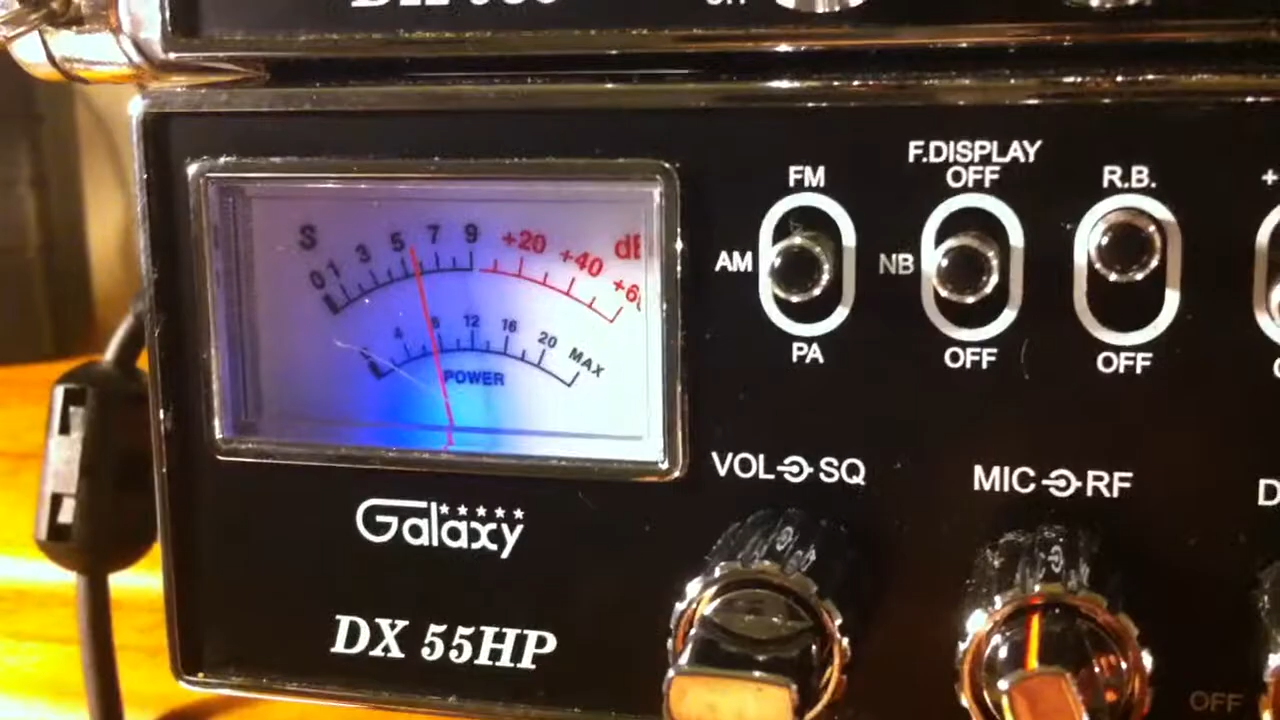 F.DISPLAY
FM OFF R.B.
AM NB
PA OFF OFF
S
0 1 3 5 7 9 +20 +40 dB
4 8 12 16 20 MAX
POWER
VOL SQ MIC RF
Galaxy
DX 55HP
OFF